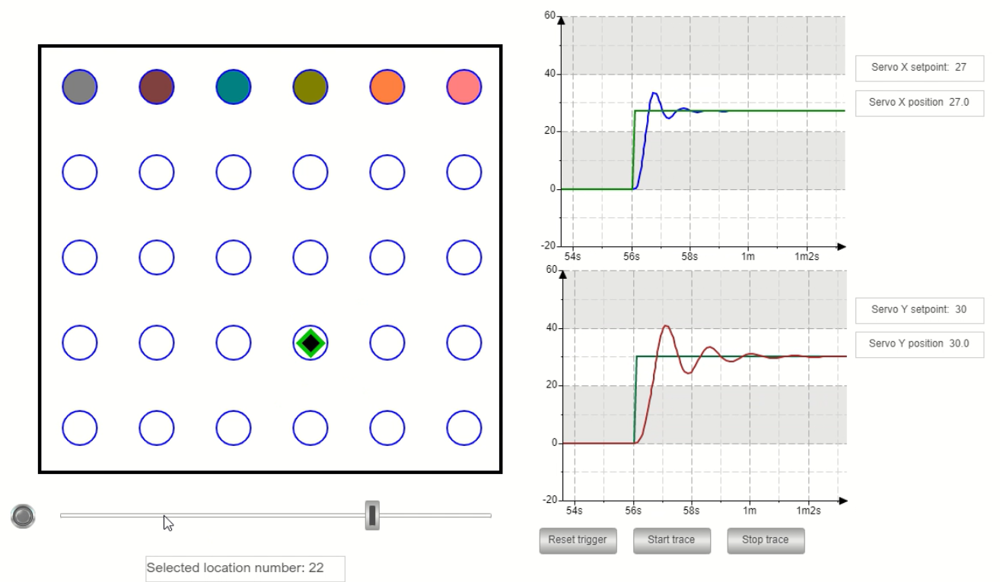 60
40
20
0
-20
54s 56s 58s 1m 1m2s
Servo X setpoint: 27
Servo X position 27.0
60
40
20
0
-20
54s 56s 58s 1m 1m2s
Servo Y setpoint: 30
Servo Y position 30.0
Reset trigger Start trace Stop trace
Selected location number: 22